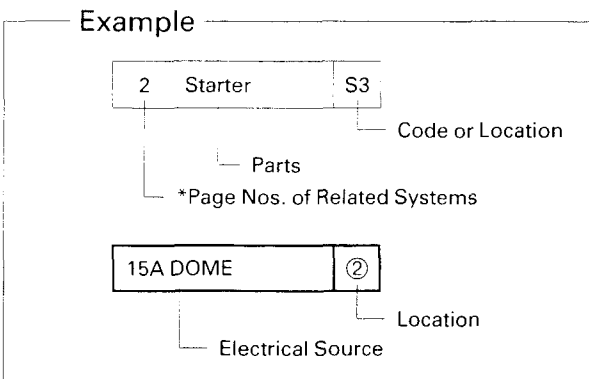 Example
2 Starter S3
Code or Location
Parts
*Page Nos. of Related Systems
15A DOME ②
Location
Electrical Source